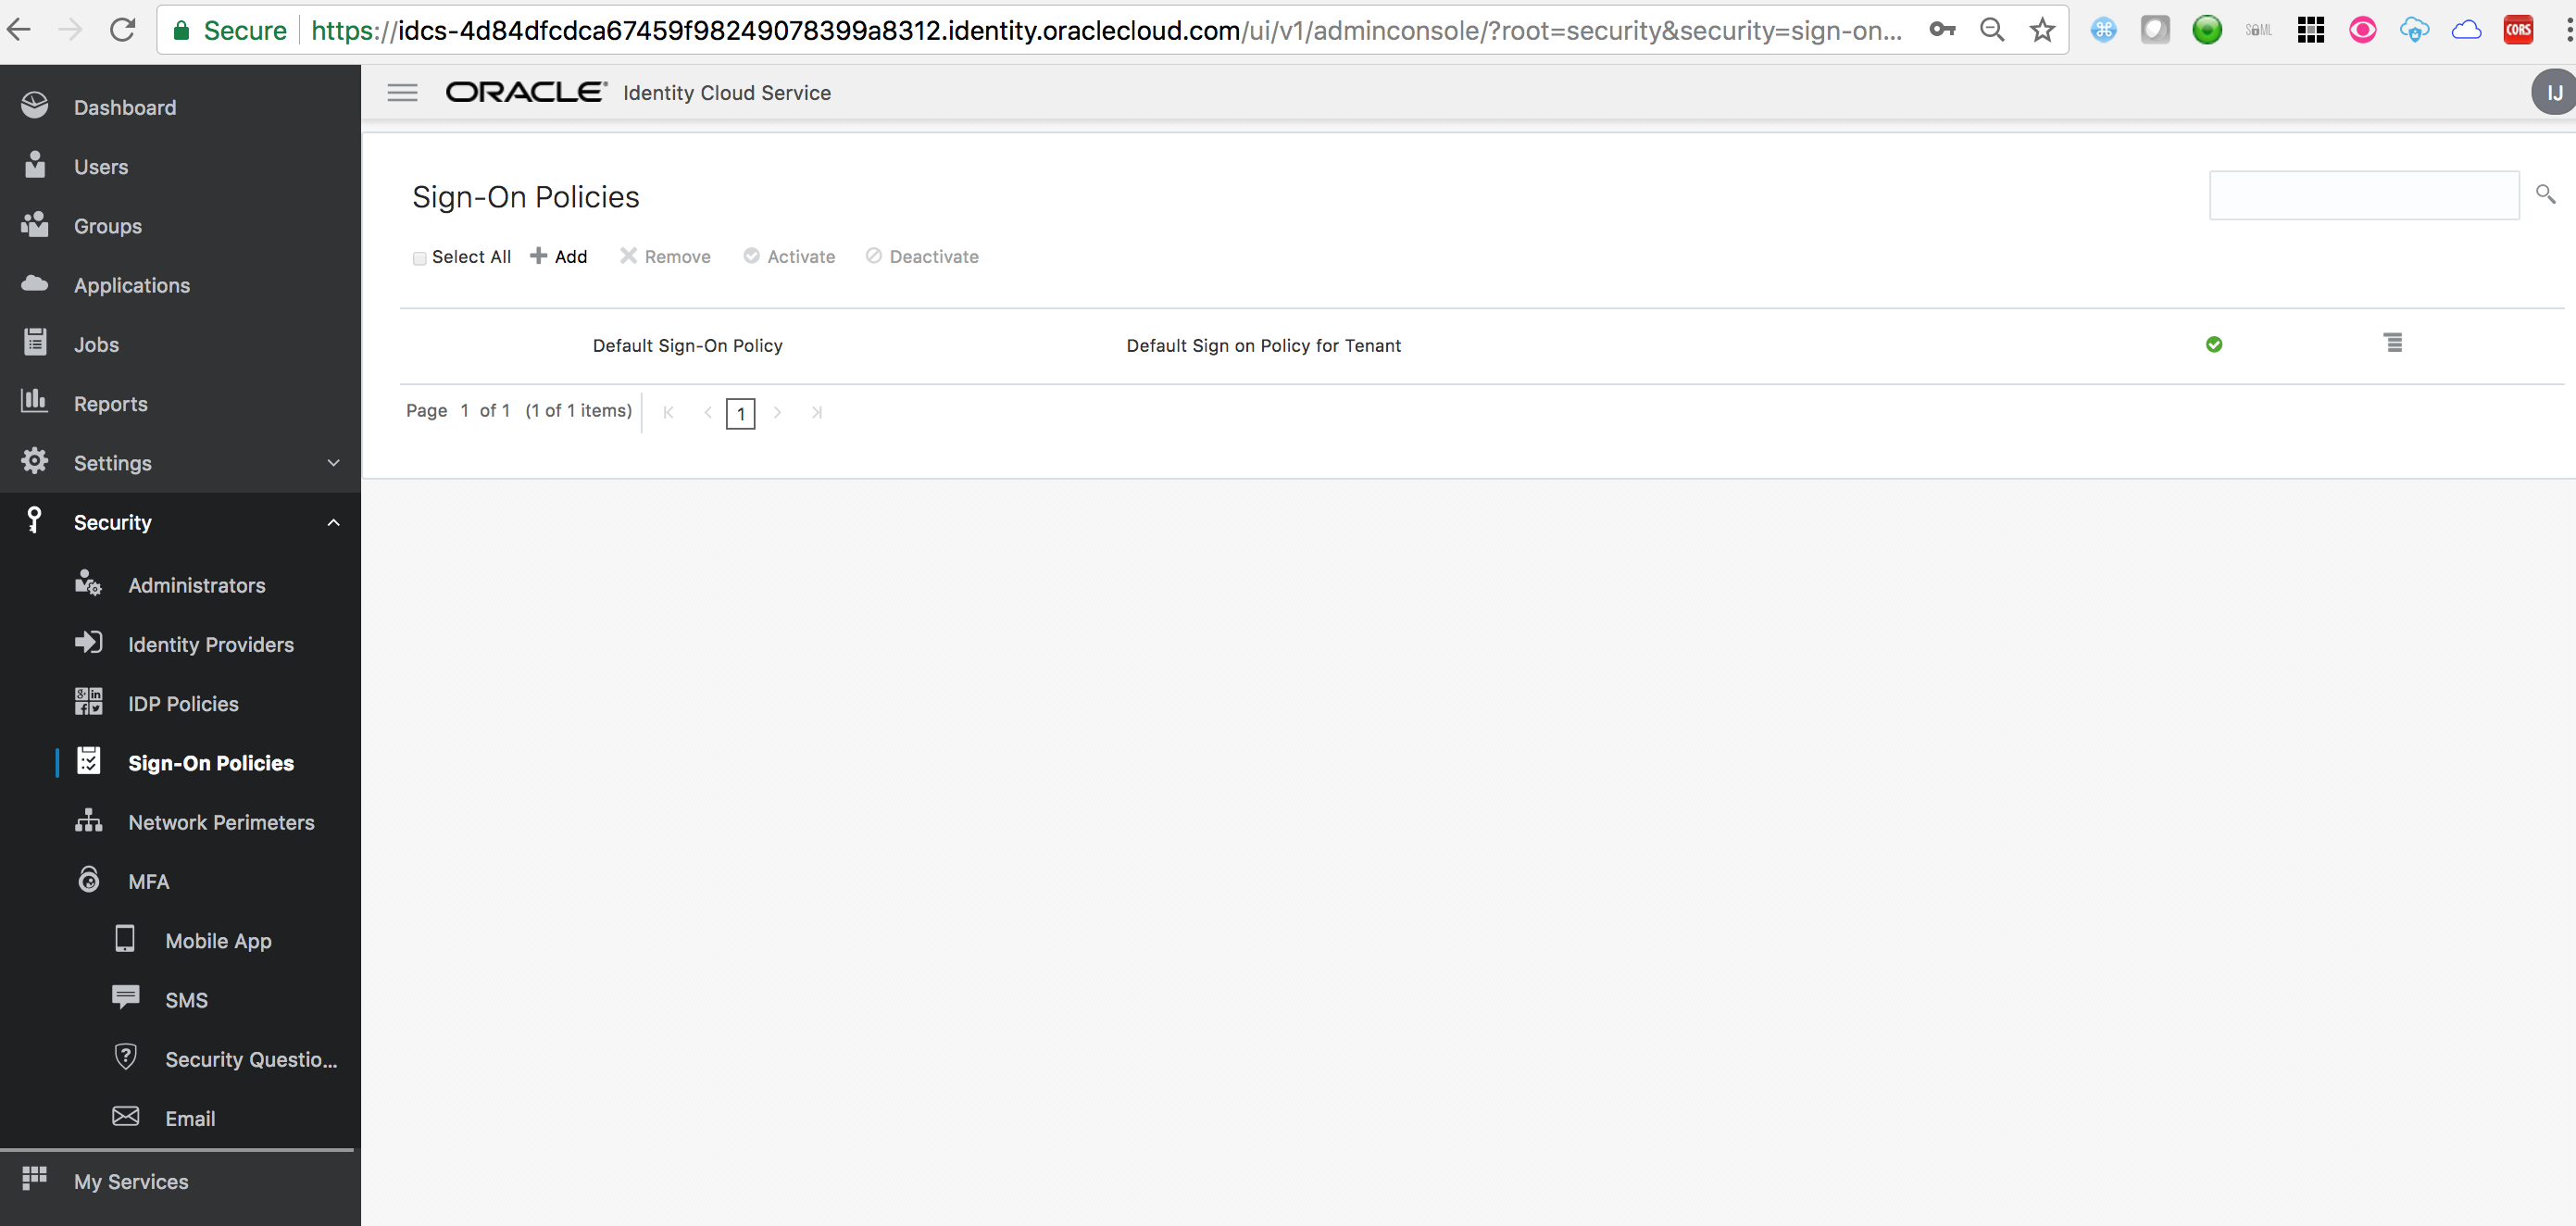 Secure https://idcs-4d84dfcdca67459f98249078399a8312.identity.oraclecloud.com/ui/v1/adminconsole/?root=security&security=sign-on...
SAML
CORS
ORACLE Identity Cloud Service
IJ
Dashboard
Users
Groups
Applications
Jobs
Reports
Settings
Security
Administrators
Identity Providers
IDP Policies
Sign-On Policies
Network Perimeters
MFA
Mobile App
SMS
Security Questio...
Email
My Services
Sign-On Policies
Select All Add Remove Activate Deactivate
Default Sign-On Policy Default Sign on Policy for Tenant
Page 1 of 1 (1 of 1 items) 1